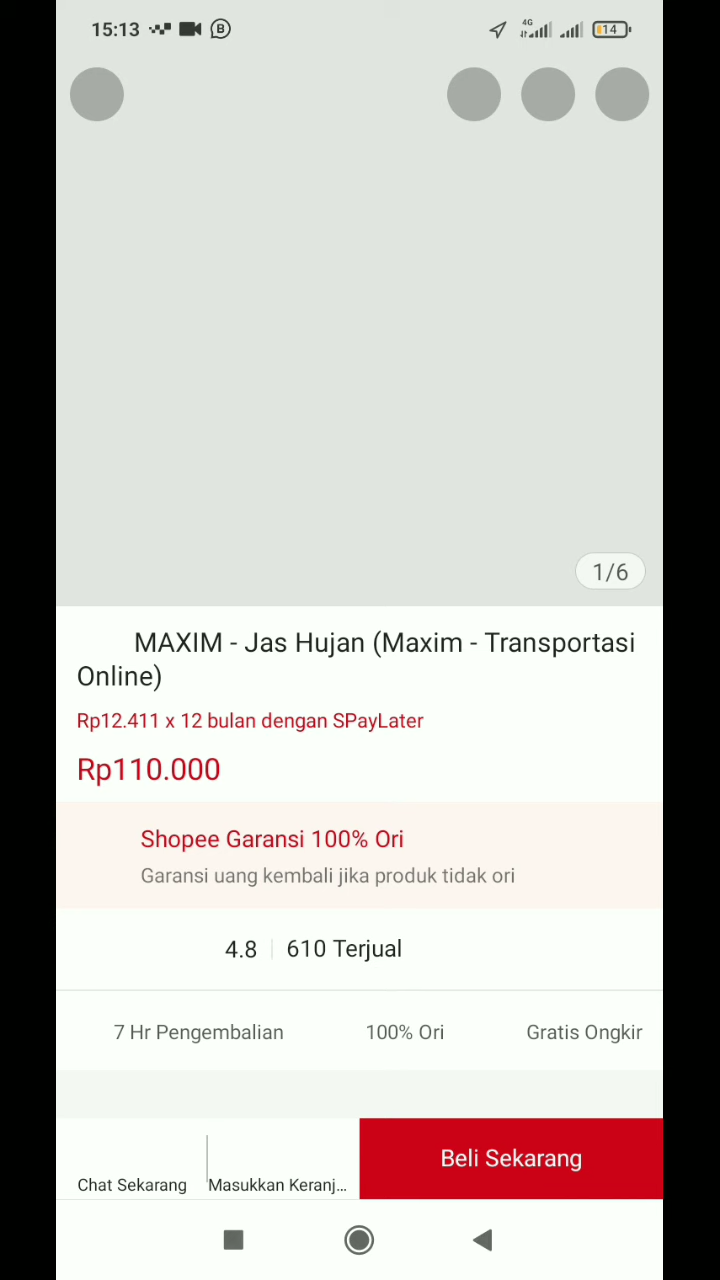 15:13
4G
14
1/6
MAXIM - Jas Hujan (Maxim - Transportasi
Online)
Rp12.411 x 12 bulan dengan SPayLater
Rp110.000
Shopee Garansi 100% Ori
Garansi uang kembali jika produk tidak ori
4.8 610 Terjual
7 Hr Pengembalian 100% Ori Gratis Ongkir
Chat Sekarang Masukkan Keranj... Beli Sekarang